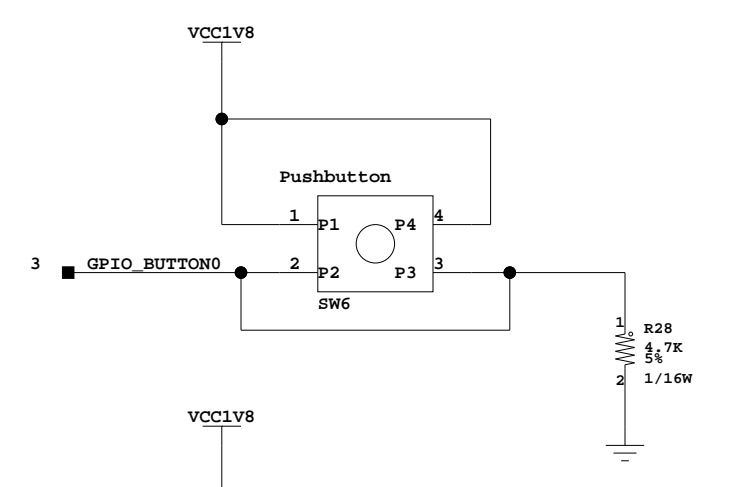 VCC1V8
Pushbutton
1 P1 P4 4
3 GPIO_BUTTON0 2 P2 P3 3
SW6
1 R28
4.7K
5%
2 1/16W
VCC1V8